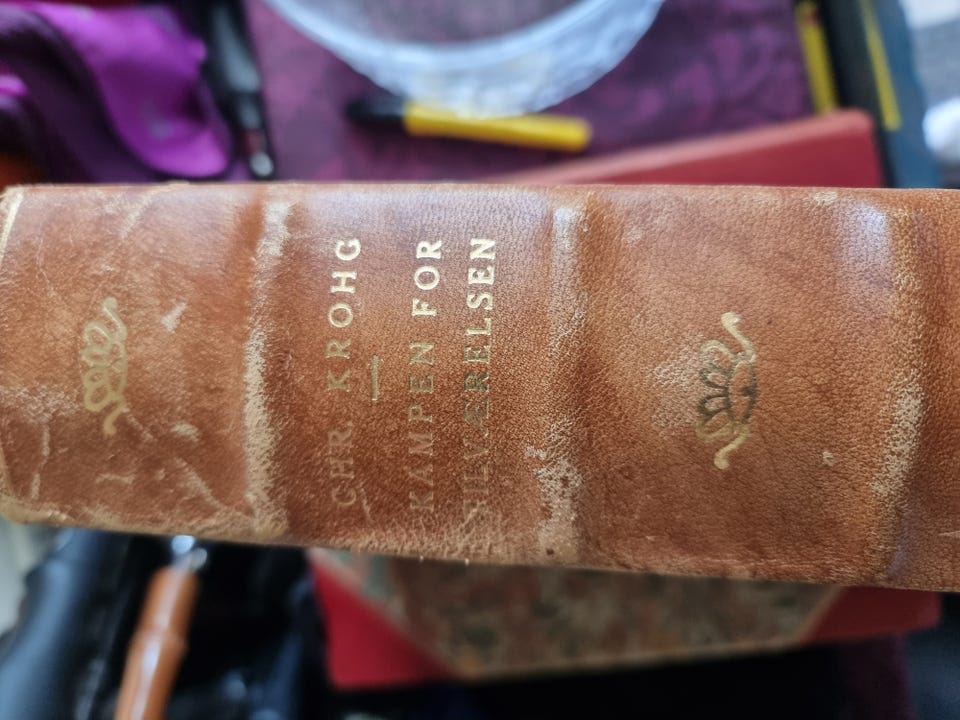 CHR. KROHG
KAMPEN FOR
TILVÆRELSEN